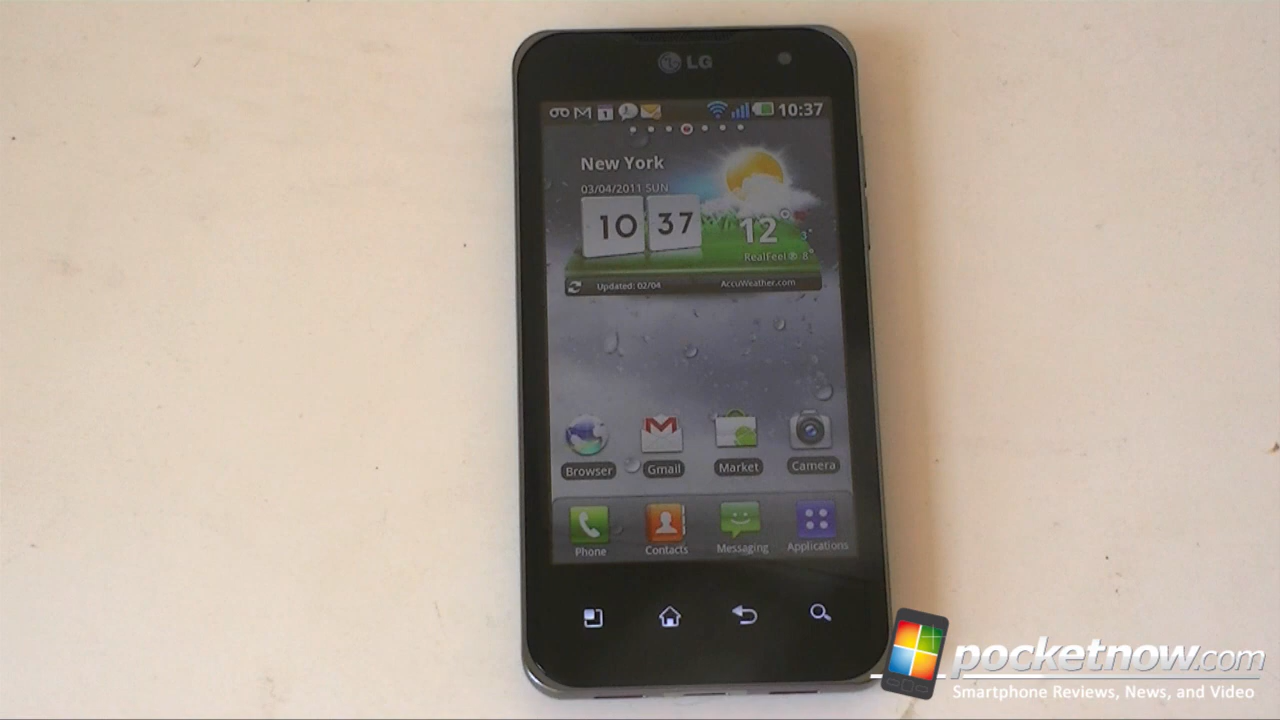 LG
10:37
New York
03/04/2011 SUN
10 37
12°
3°
RealFeel® 8°
Updated: 02/04 AccuWeather.com
Browser Gmail Market Camera
Phone Contacts Messaging Applications
pocketnow.com
Smartphone Reviews, News, and Video